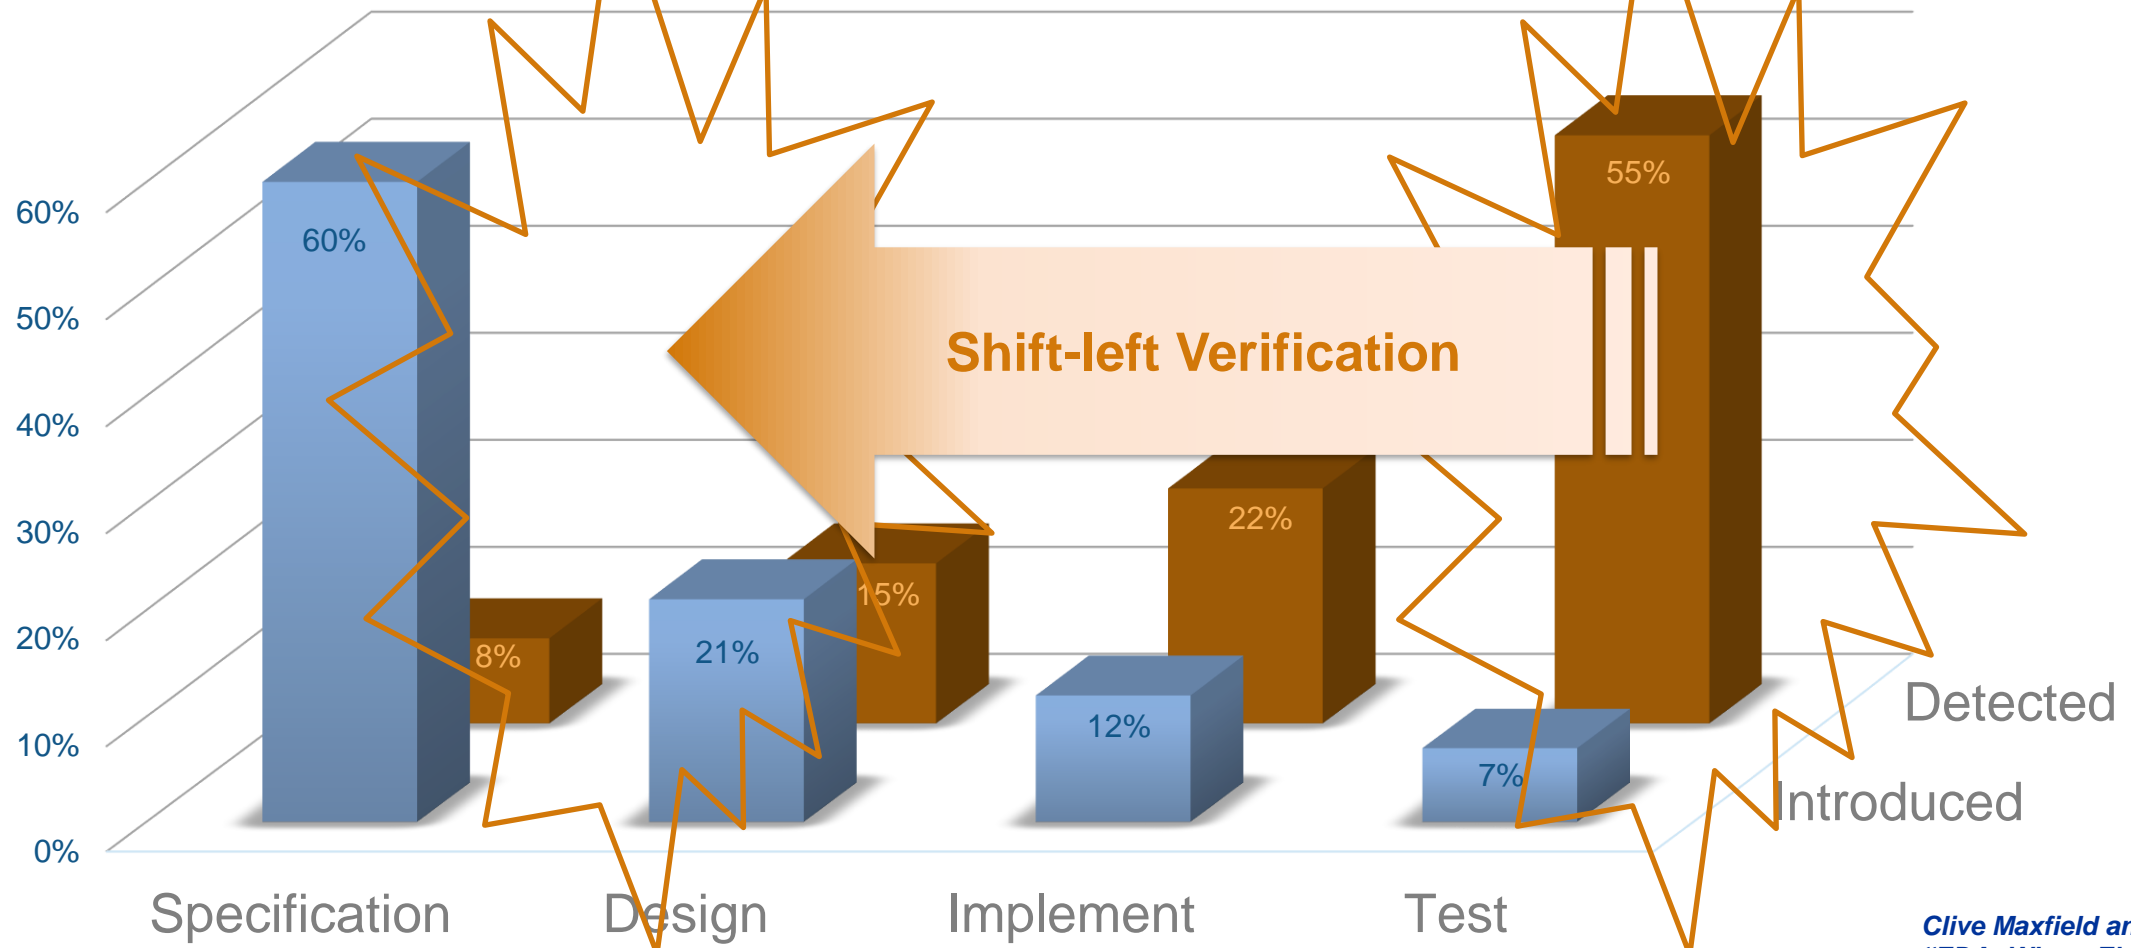 60%
50%
40%
30%
20%
10%
0%
60%
8%
21%
15%
12%
22%
7%
55%
Shift-left Verification
Detected
Introduced
Specification
Design
Implement
Test
Clive Maxfield